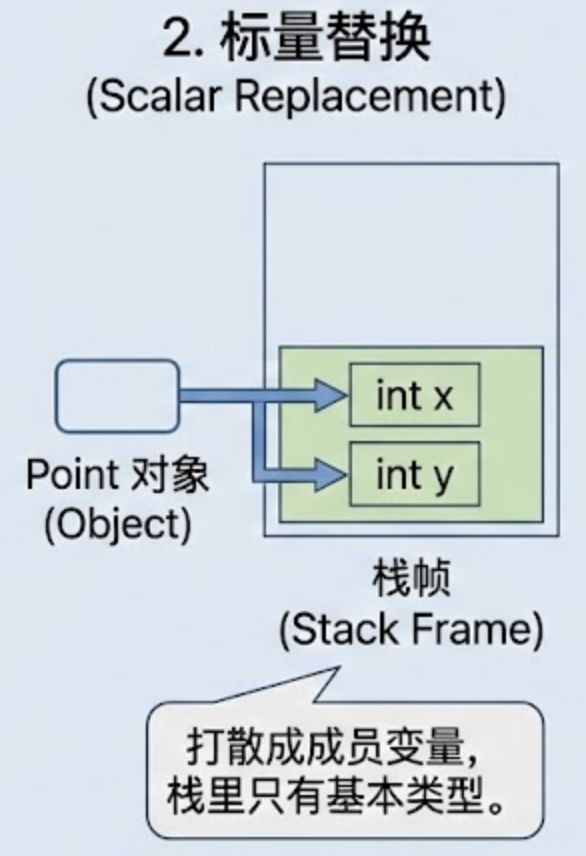 2. 标量替换
(Scalar Replacement)
int x
int y
Point 对象
(Object)
栈帧
(Stack Frame)
打散成成员变量,
栈里只有基本类型。